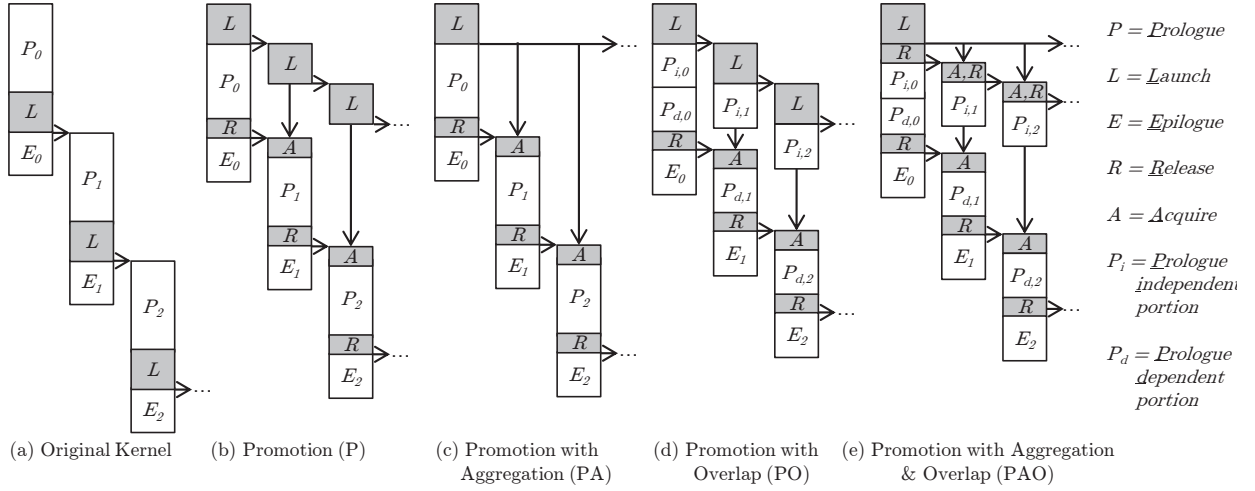 P0
L
E0
P1
L
E1
P2
L
E2
...
(a) Original Kernel
L
P0
R
E0
L
A
P1
R
E1
L
...
A
P2
R
...
E2
(b) Promotion (P)
L
...
P0
R
E0
A
P1
R
E1
A
P2
R
...
E2
(c) Promotion with
Aggregation (PA)
L
Pi,0
Pd,0
R
E0
L
Pi,1
A
Pd,1
R
E1
L
...
Pi,2
A
Pd,2
R
...
E2
(d) Promotion with
Overlap (PO)
L
...
R
Pi,0
Pd,0
R
E0
A,R
Pi,1
A
Pd,1
R
E1
A,R
...
Pi,2
A
Pd,2
R
...
E2
(e) Promotion with Aggregation
& Overlap (PAO)
P = Prologue
L = Launch
E = Epilogue
R = Release
A = Acquire
Pi = Prologue
independent
portion
Pd = Prologue
dependent
portion